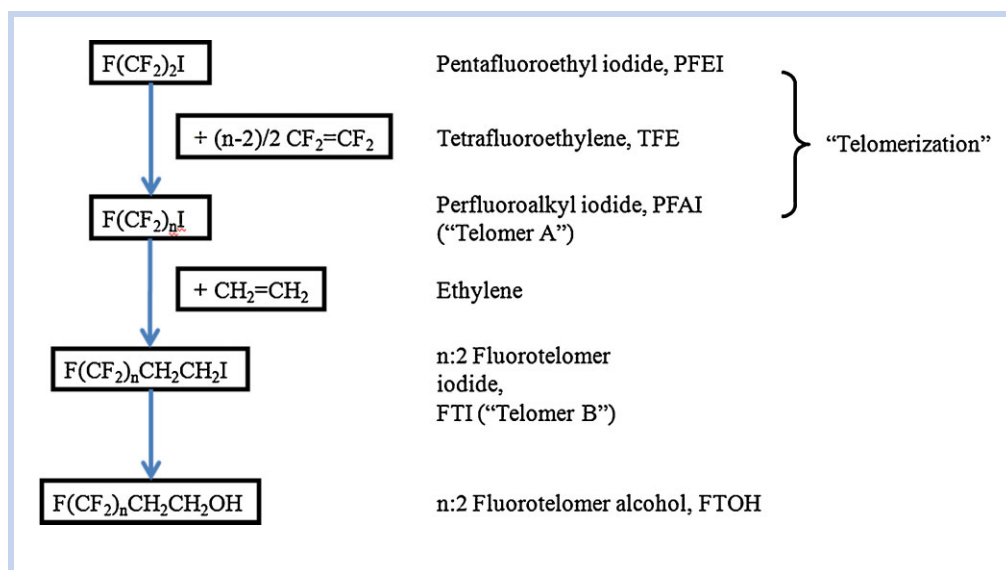 F(CF₂)₂I
Pentafluoroethyl iodide, PFEI
+ (n-2)/2 CF₂=CF₂
Tetrafluoroethylene, TFE
“Telomerization”
F(CF₂)ₙI
Perfluoroalkyl iodide, PFAI
(“Telomer A”)
+ CH₂=CH₂
Ethylene
F(CF₂)ₙCH₂CH₂I
n:2 Fluorotelomer
iodide,
FTI (“Telomer B”)
F(CF₂)ₙCH₂CH₂OH
n:2 Fluorotelomer alcohol, FTOH